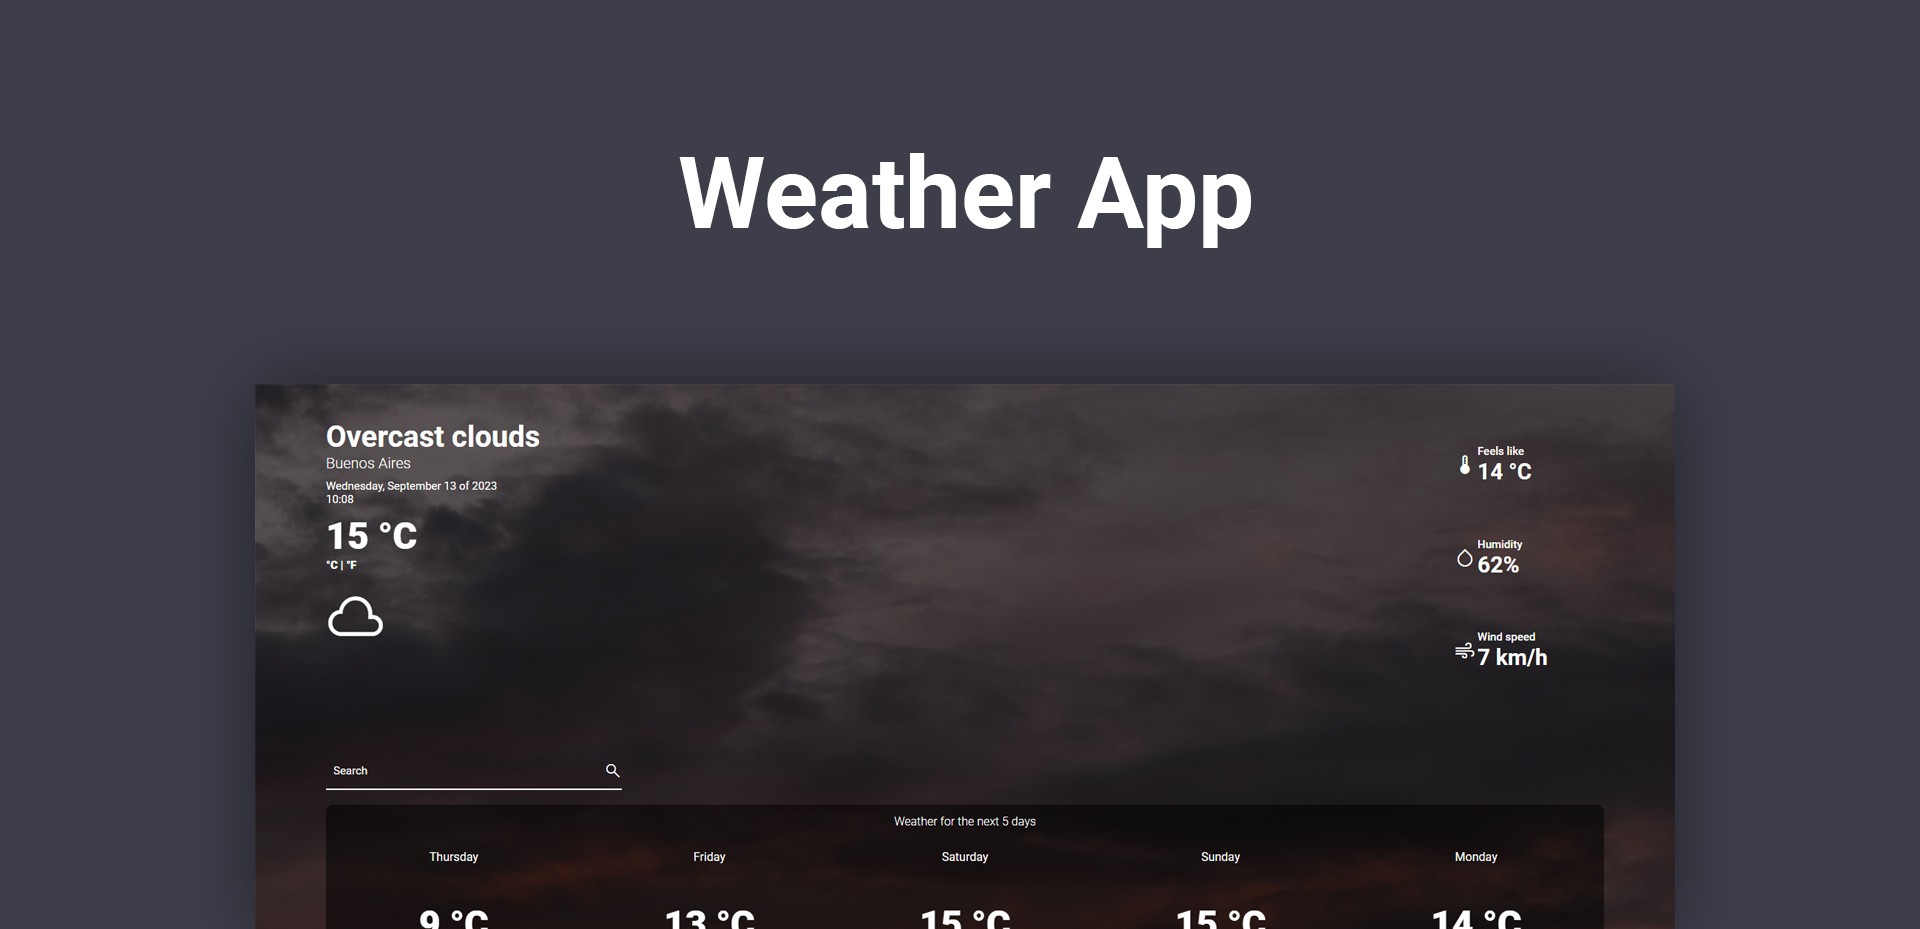 Weather App
Overcast clouds
Buenos Aires
Wednesday, September 13 of 2023
10:08
15 °C
°C | °F
Feels like
14 °C
Humidity
62%
Wind speed
7 km/h
Search
Weather for the next 5 days
Thursday Friday Saturday Sunday Monday
9 °C 13 °C 15 °C 15 °C 14 °C